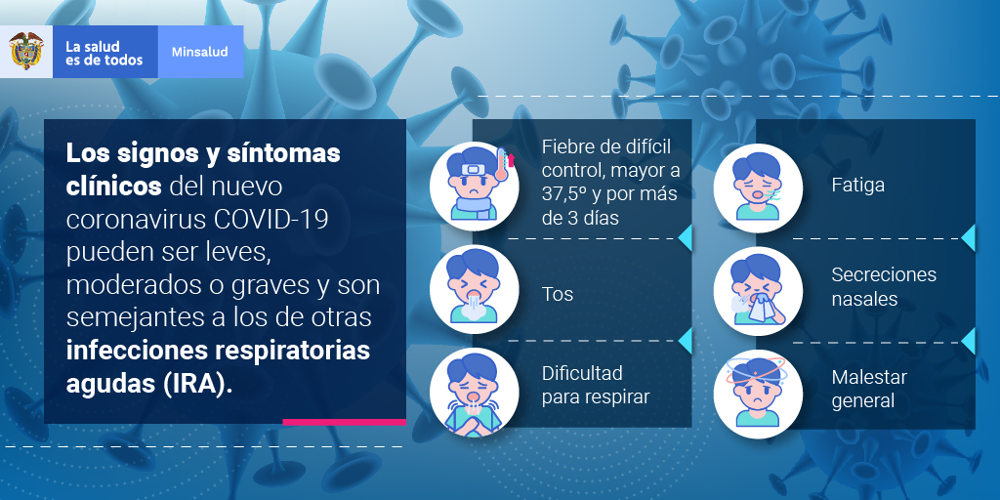 La salud
es de todos
Minsalud
Los signos y síntomas
clínicos del nuevo
coronavirus COVID-19
pueden ser leves,
moderados o graves y son
semejantes a los de otras
infecciones respiratorias
agudas (IRA).
Fiebre de difícil
control, mayor a
37,5º y por más
de 3 días
Tos
Dificultad
para respirar
Fatiga
Secreciones
nasales
Malestar
general